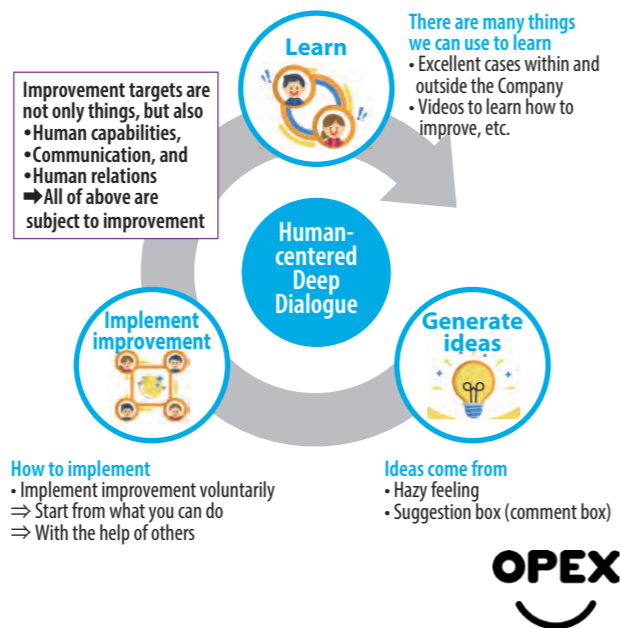 Learn
There are many things
we can use to learn
• Excellent cases within and
outside the Company
• Videos to learn how to
improve, etc.
Improvement targets are
not only things, but also
•Human capabilities,
•Communication, and
•Human relations
➡All of above are
subject to improvement
Human-
centered
Deep
Dialogue
Implement
improvement
Generate
ideas
How to implement
• Implement improvement voluntarily
⇒ Start from what you can do
⇒ With the help of others
Ideas come from
• Hazy feeling
• Suggestion box (comment box)
OPEX